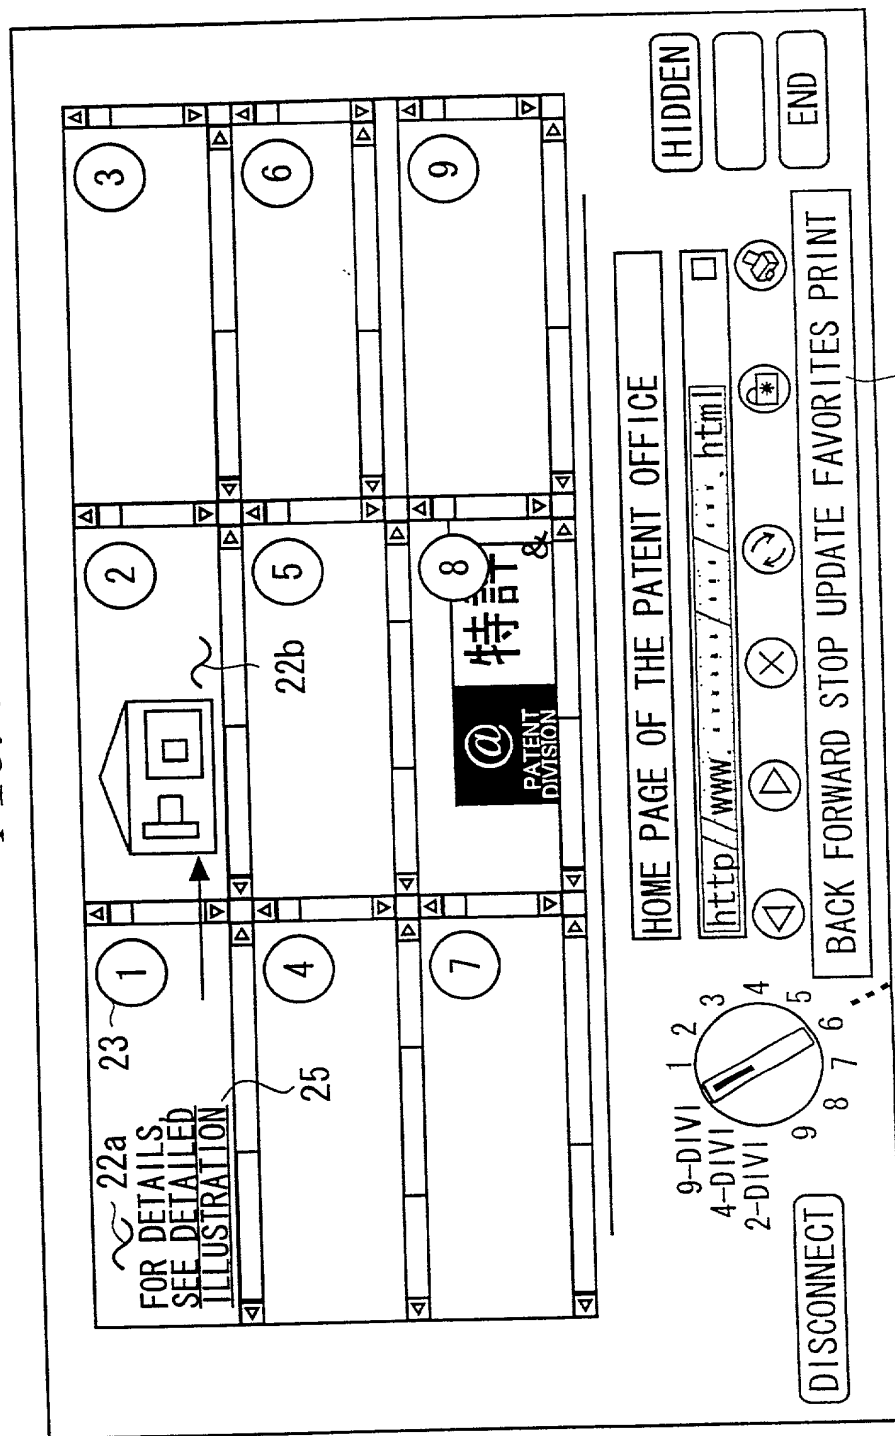 22a
FOR DETAILS,
SEE DETAILED
ILLUSTRATION
25
23
1
2
3
22b
4
5
6
7
8
9
@
PATENT
DIVISION
特許
&
9-DIVI
4-DIVI
2-DIVI
1
2
3
4
5
6
7
8
9
DISCONNECT
HOME PAGE OF THE PATENT OFFICE
BACK FORWARD STOP UPDATE FAVORITES PRINT
HIDDEN
END